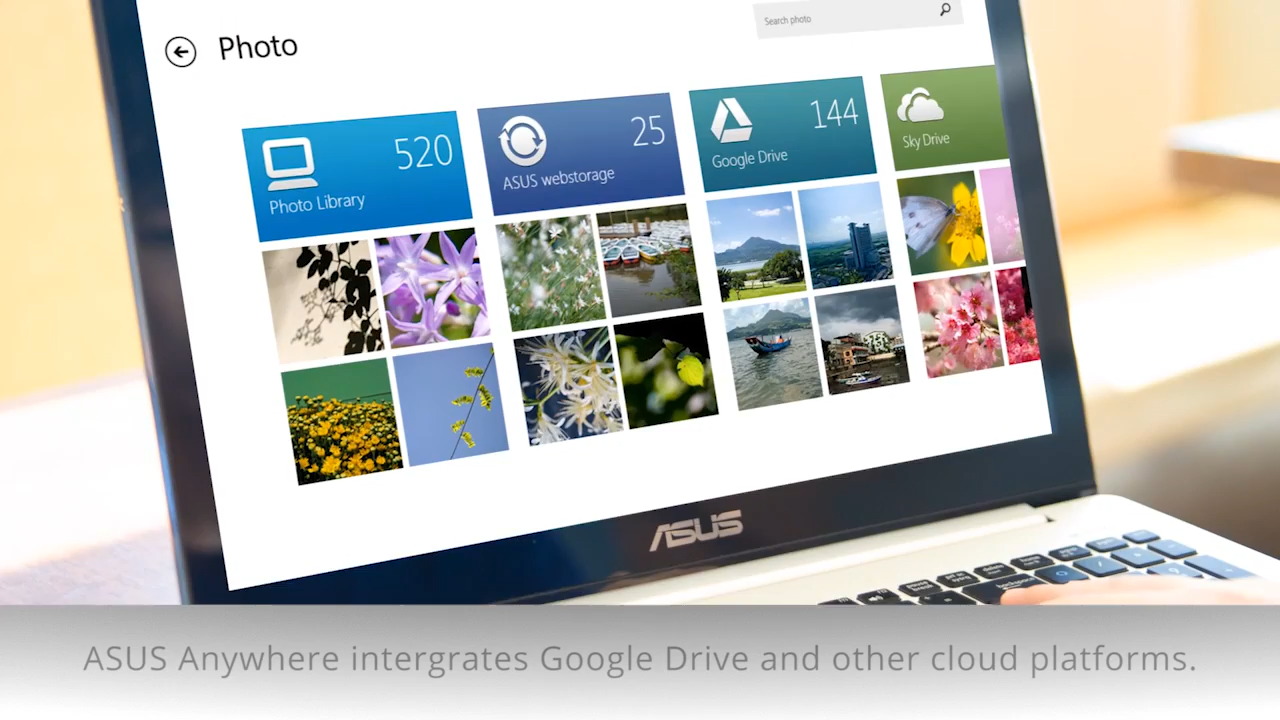 Search photo
Photo
520
Photo Library
25
ASUS webstorage
144
Google Drive
Sky Drive
ASUS
backspace
ASUS Anywhere intergrates Google Drive and other cloud platforms.